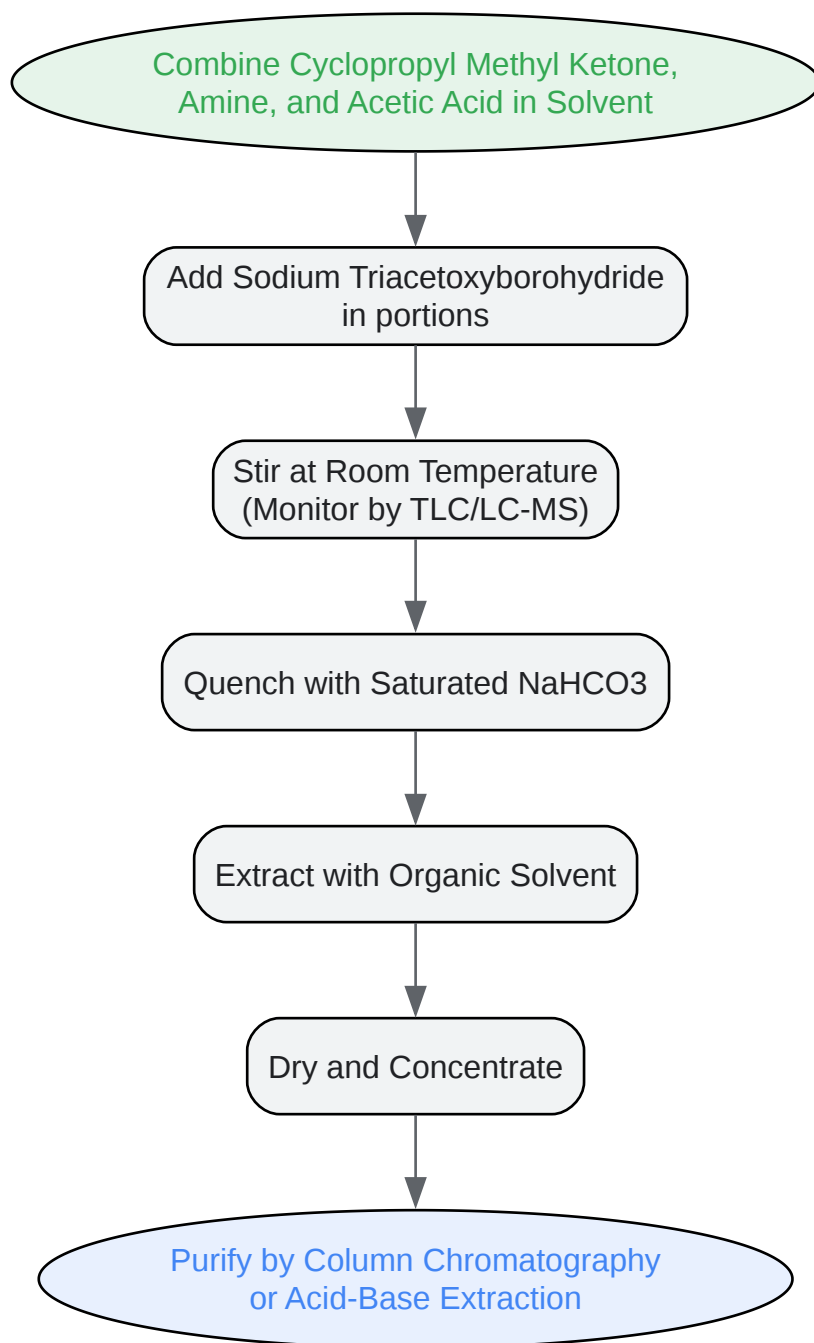 Combine Cyclopropyl Methyl Ketone,
Amine, and Acetic Acid in Solvent
Add Sodium Triacetoxyborohydride
in portions
Stir at Room Temperature
(Monitor by TLC/LC-MS)
Quench with Saturated NaHCO3
Extract with Organic Solvent
Dry and Concentrate
Purify by Column Chromatography
or Acid-Base Extraction